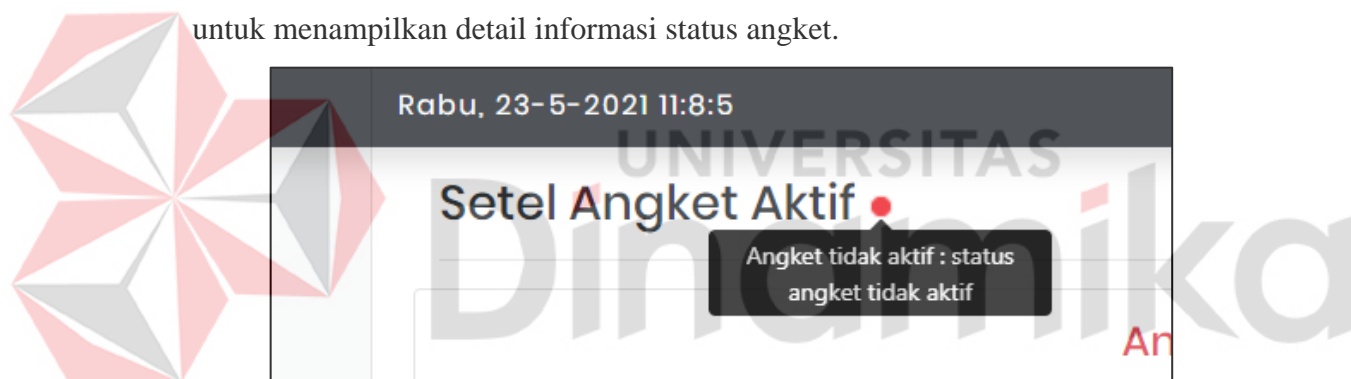 untuk menampilkan detail informasi status angket.
Rabu, 23-5-2021 11:8:5
UNIVERSITAS
Dinamika
Setel Angket Aktif
Angket tidak aktif : status
angket tidak aktif
An